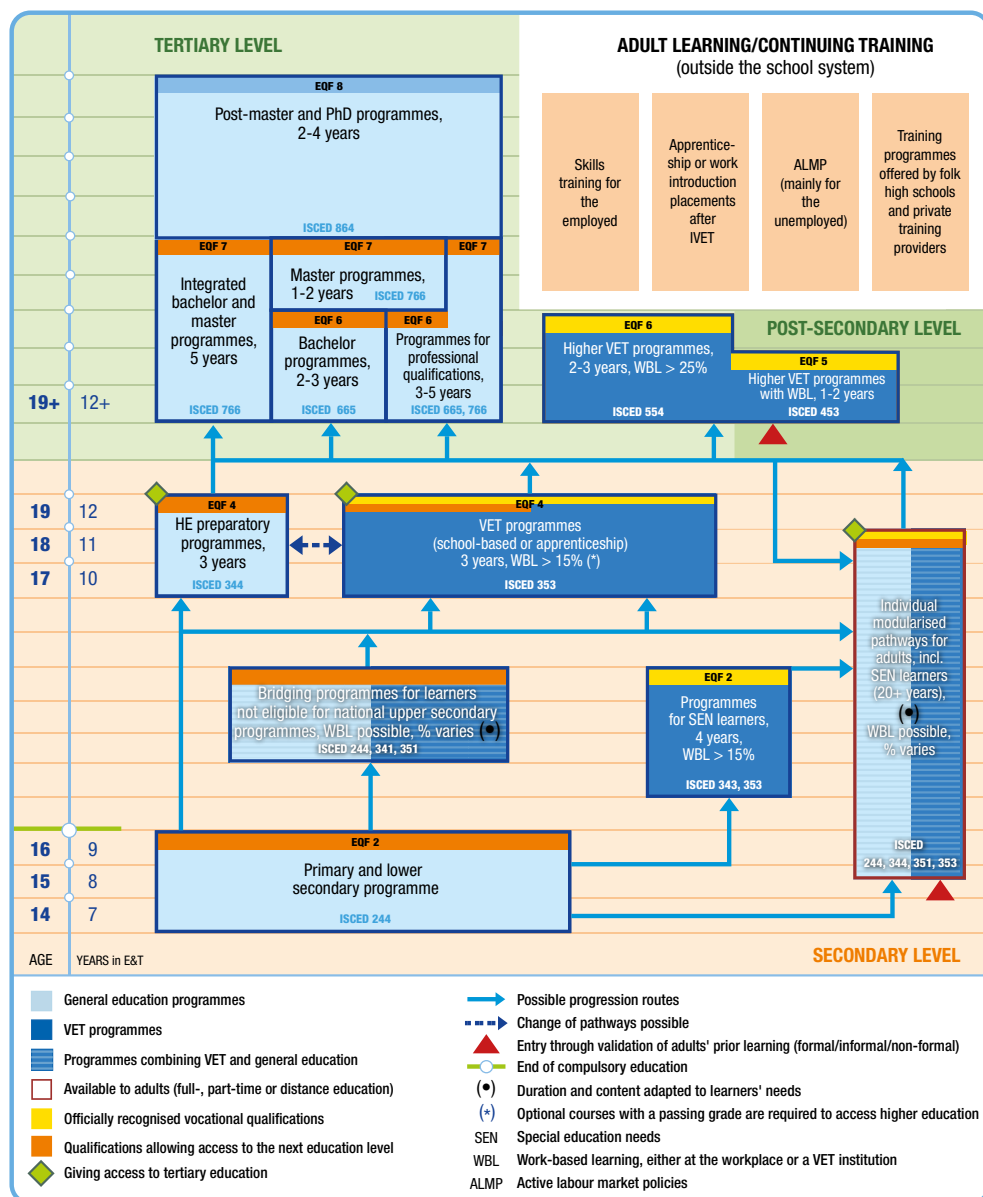 TERTIARY LEVEL
ADULT LEARNING/CONTINUING TRAINING
(outside the school system)
EQF 8
Post-master and PhD programmes,
2-4 years
ISCED 864
Skills
training for
the
employed
Apprentice-
ship or work
introduction
placements
after
IVET
ALMP
(mainly for
the
unemployed)
Training
programmes
offered by folk
high schools
and private
training
providers
EQF 7
Integrated
bachelor and
master
programmes,
5 years
ISCED 766
EQF 7
Master programmes,
1-2 years
ISCED 766
EQF 7
EQF 6
Bachelor
programmes,
2-3 years
ISCED 665
EQF 6
Programmes for
professional
qualifications,
3-5 years
ISCED 665, 766
POST-SECONDARY LEVEL
EQF 6
Higher VET programmes,
2-3 years, WBL > 25%
ISCED 554
EQF 5
Higher VET programmes
with WBL, 1-2 years
ISCED 453
19+ 12+
19 12
18 11
17 10
EQF 4
HE preparatory
programmes,
3 years
ISCED 344
EQF 4
VET programmes
(school-based or apprenticeship)
3 years, WBL > 15% (*)
ISCED 353
Individual
modularised
pathways for
adults, incl.
SEN learners
(20+ years),
(•)
WBL possible,
% varies
ISCED
244, 344, 351, 353
Bridging programmes for learners
not eligible for national upper secondary
programmes, WBL possible, % varies (•)
ISCED 244, 341, 351
EQF 2
Programmes
for SEN learners,
4 years,
WBL > 15%
ISCED 343, 353
16 9
15 8
14 7
EQF 2
Primary and lower
secondary programme
ISCED 244
AGE YEARS in E&T
SECONDARY LEVEL
General education programmes
VET programmes
Programmes combining VET and general education
Available to adults (full-, part-time or distance education)
Officially recognised vocational qualifications
Qualifications allowing access to the next education level
Giving access to tertiary education
Possible progression routes
Change of pathways possible
Entry through validation of adults' prior learning (formal/informal/non-formal)
End of compulsory education
(•) Duration and content adapted to learners' needs
(*) Optional courses with a passing grade are required to access higher education
SEN Special education needs
WBL Work-based learning, either at the workplace or a VET institution
ALMP Active labour market policies